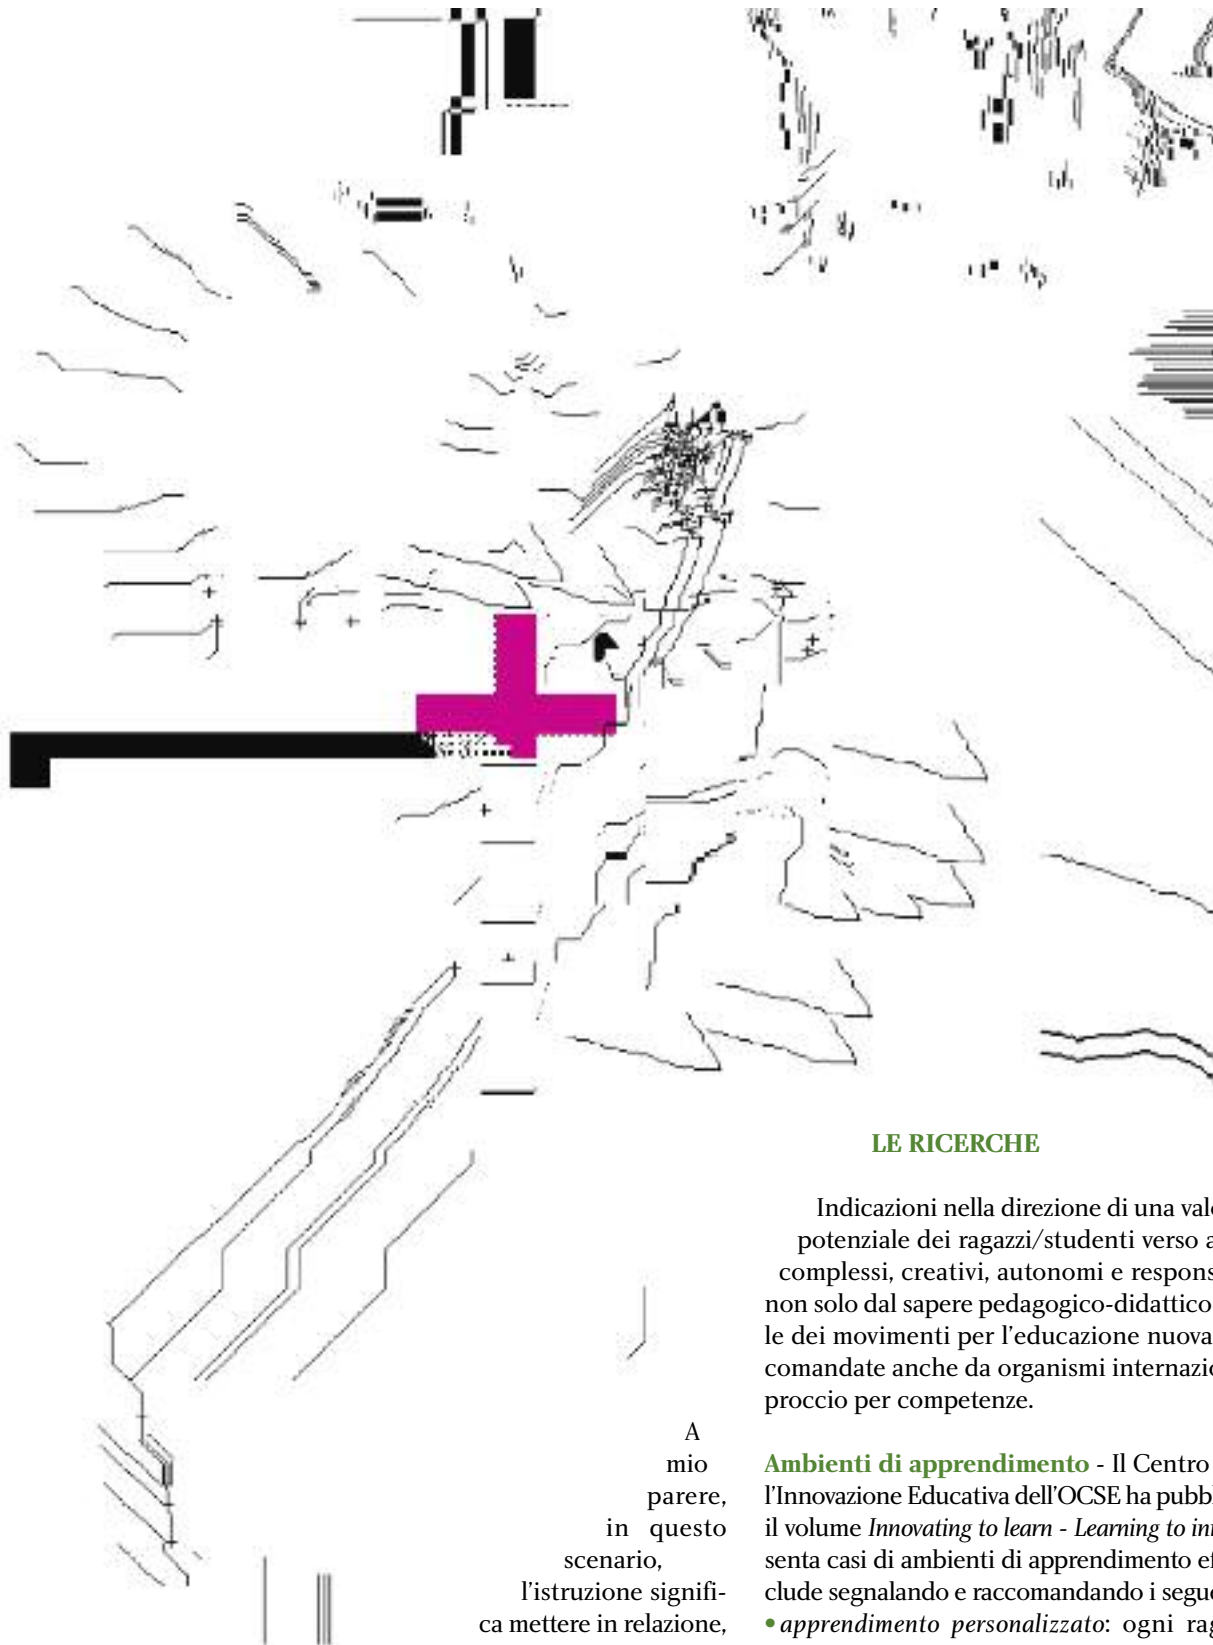 A
mio
parere,
in questo
scenario,
l'istruzione signifi-
ca mettere in relazione,
LE RICERCHE
Indicazioni nella direzione di una val
potenziale dei ragazzi/studenti verso a
complessi, creativi, autonomi e respons
non solo dal sapere pedagogico-didattico
le dei movimenti per l'educazione nuova
comandate anche da organismi internazi
proccio per competenze.
Ambienti di apprendimento - Il Centro
l'Innovazione Educativa dell'OCSE ha pubb
il volume Innovating to learn - Learning to in
senta casi di ambienti di apprendimento ef
clude segnalando e raccomandando i segue
• apprendimento personalizzato: ogni rag